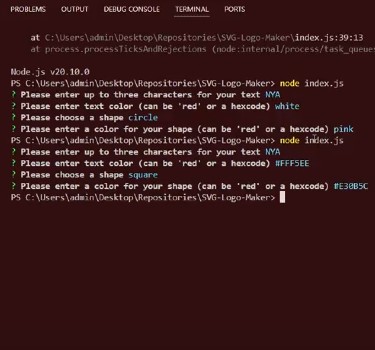 PROBLEMS OUTPUT DEBUG CONSOLE TERMINAL PORTS
at C:\Users\admin\Desktop\Repositories\SVG-Logo-Maker\index.js:39:13
at process.processTicksAndRejections (node:internal/process/task_queues
Node.js v20.10.0
PS C:\Users\admin\Desktop\Repositories\SVG-Logo-Maker> node index.js
? Please enter up to three characters for your text NYA
? Please enter text color (can be 'red' or a hexcode) white
? Please choose a shape circle
? Please enter a color for your shape (can be 'red' or a hexcode) pink
PS C:\Users\admin\Desktop\Repositories\SVG-Logo-Maker> node index.js
? Please enter up to three characters for your text NYA
? Please enter text color (can be 'red' or a hexcode) #FFF5EE
? Please choose a shape square
? Please enter a color for your shape (can be 'red' or a hexcode) #E30B5C
PS C:\Users\admin\Desktop\Repositories\SVG-Logo-Maker>